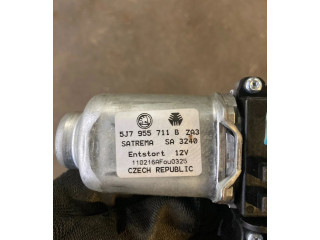 5J7 955 711 B ZA3
SATREMA SA 3240
Entstort 12V
110216AFou0325
CZECH REPUBLIC